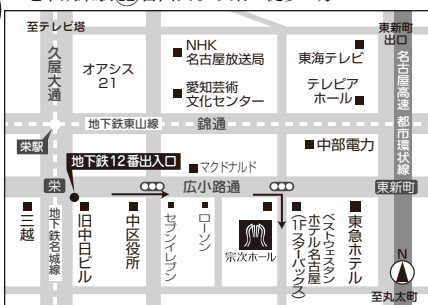 至テレビ塔
東新町
出口
久屋大通
オアシス
21
■NHK
名古屋放送局
■愛知芸術
文化センター
東海テレビ
■
テレピア
ホール■
名古屋高速 都市環状線
地下鉄東山線
錦通
栄駅
■中部電力
地下鉄12番出入口
■マクドナルド
栄
広小路通
東新町
■三越
地下鉄名城線
■旧中日ビル
■中区役所
■セブンイレブン
■ローソン
宗次ホール
■ベストウェスタン
ホテル名古屋
(1Fスターバックス)
■東急ホテル
N
至丸太町